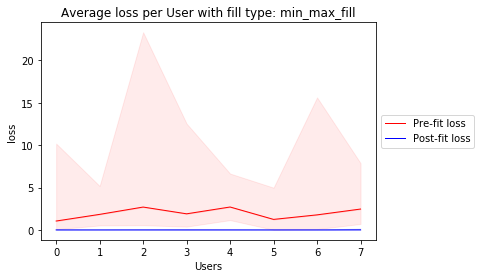 Average loss per User with fill type: min_max_fill
20
15
10
5
0
loss
0 1 2 3 4 5 6 7
Users
Pre-fit loss
Post-fit loss